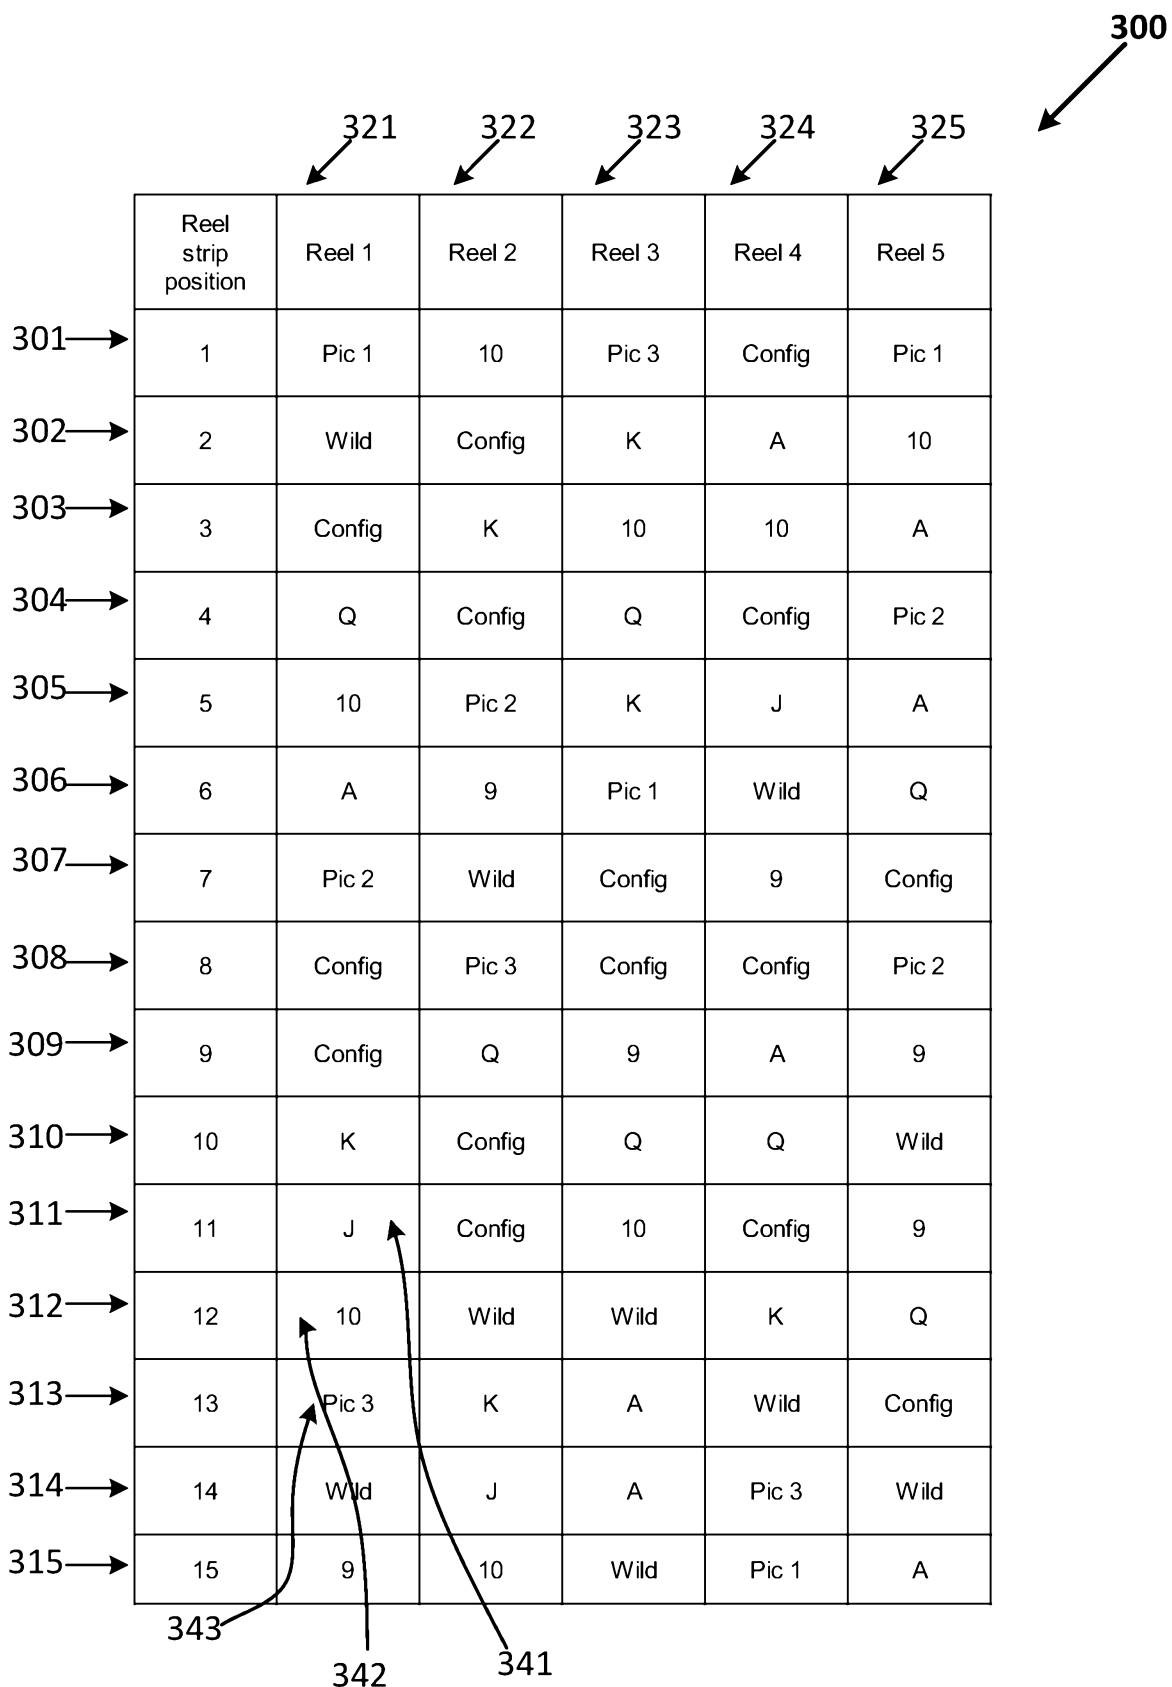 300
321 322 323 324 325
Reel strip position Reel 1 Reel 2 Reel 3 Reel 4 Reel 5
301 1 Pic 1 10 Pic 3 Config Pic 1
302 2 Wild Config K A 10
303 3 Config K 10 10 A
304 4 Q Config Q Config Pic 2
305 5 10 Pic 2 K J A
306 6 A 9 Pic 1 Wild Q
307 7 Pic 2 Wild Config 9 Config
308 8 Config Pic 3 Config Config Pic 2
309 9 Config Q 9 A 9
310 10 K Config Q Q Wild
311 11 J Config 10 Config 9
312 12 10 Wild Wild K Q
313 13 Pic 3 K A Wild Config
314 14 Wild J A Pic 3 Wild
315 15 9 10 Wild Pic 1 A
343 342 341